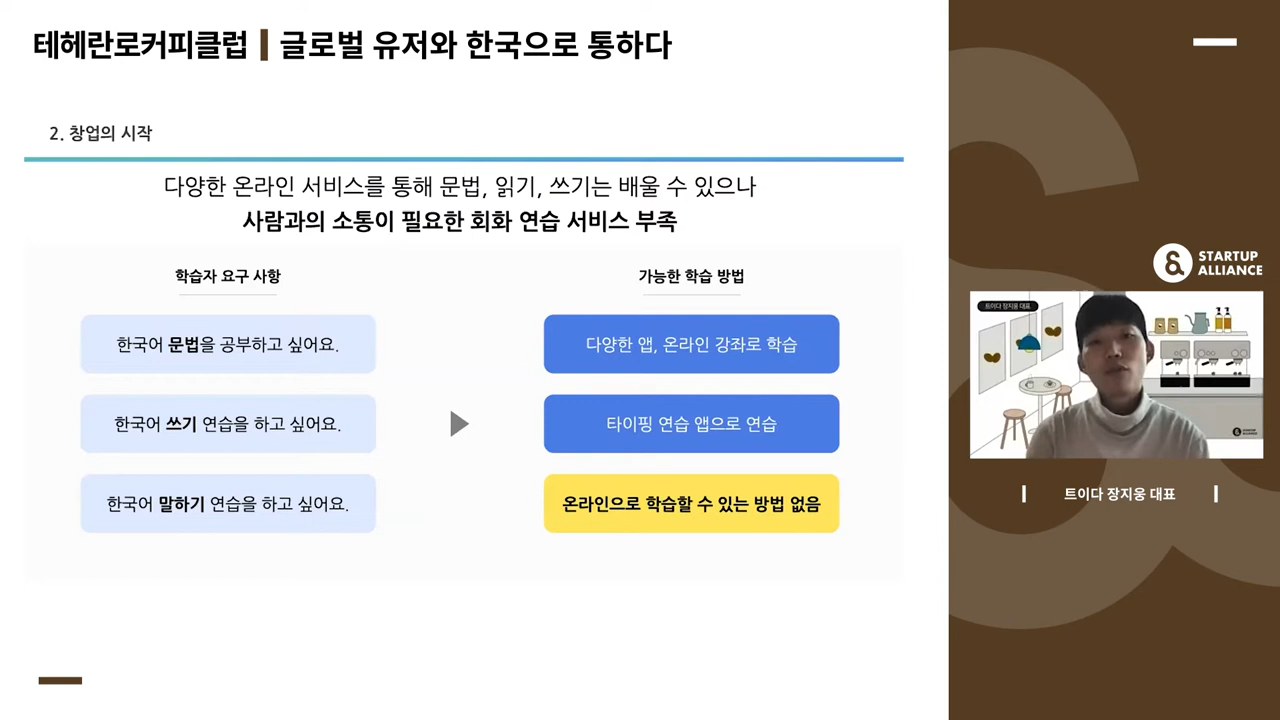 테헤란로커피클럽 | 글로벌 유저와 한국으로 통하다
2. 창업의 시작
다양한 온라인 서비스를 통해 문법, 읽기, 쓰기는 배울 수 있으나
사람과의 소통이 필요한 회화 연습 서비스 부족
학습자 요구 사항
한국어 문법을 공부하고 싶어요.
한국어 쓰기 연습을 하고 싶어요.
한국어 말하기 연습을 하고 싶어요.
가능한 학습 방법
다양한 앱, 온라인 강좌로 학습
타이핑 연습 앱으로 연습
온라인으로 학습할 수 있는 방법 없음
STARTUP
ALLIANCE
트이다 장지웅 대표
STARTUP
ALLIANCE
트이다 장지웅 대표